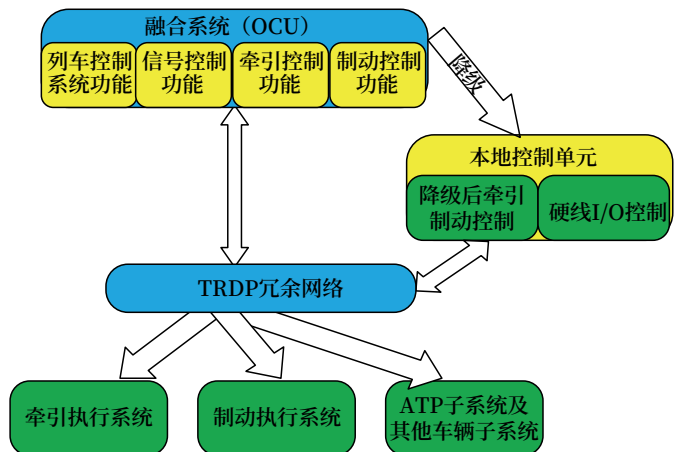 融合系统（OCU）
列车控制
系统功能
信号控制
功能
牵引控制
功能
制动控制
功能
降级
本地控制单元
降级后牵引
制动控制
硬线I/O控制
TRDP冗余网络
牵引执行系统
制动执行系统
ATP子系统及
其他车辆子系统